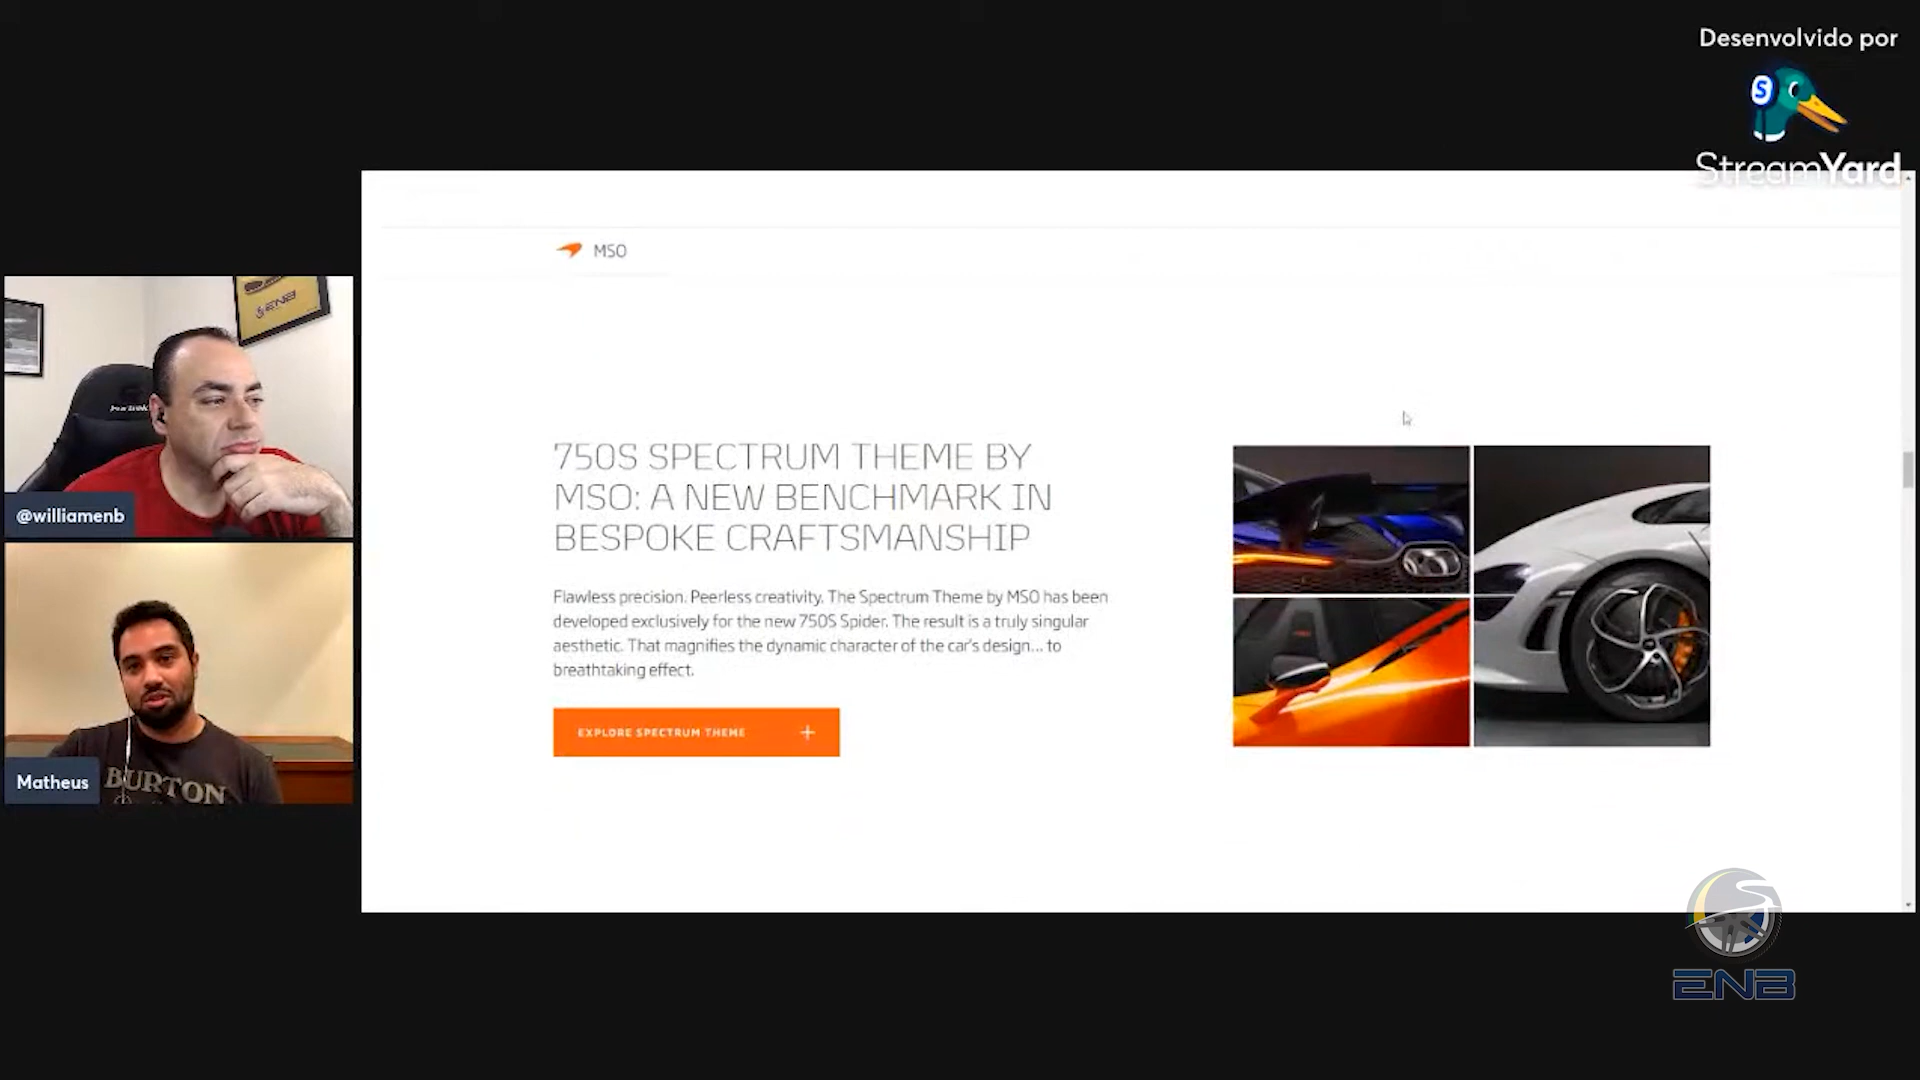 Desenvolvido por
StreamYard
MSO
ENB
@williamenb
750S SPECTRUM THEME BY
MSO: A NEW BENCHMARK IN
BESPOKE CRAFTSMANSHIP
Flawless precision. Peerless creativity. The Spectrum Theme by MSO has been
developed exclusively for the new 750S Spider. The result is a truly singular
aesthetic. That magnifies the dynamic character of the car's design... to
breathtaking effect.
EXPLORE SPECTRUM THEME
Matheus
BURTON
ENB